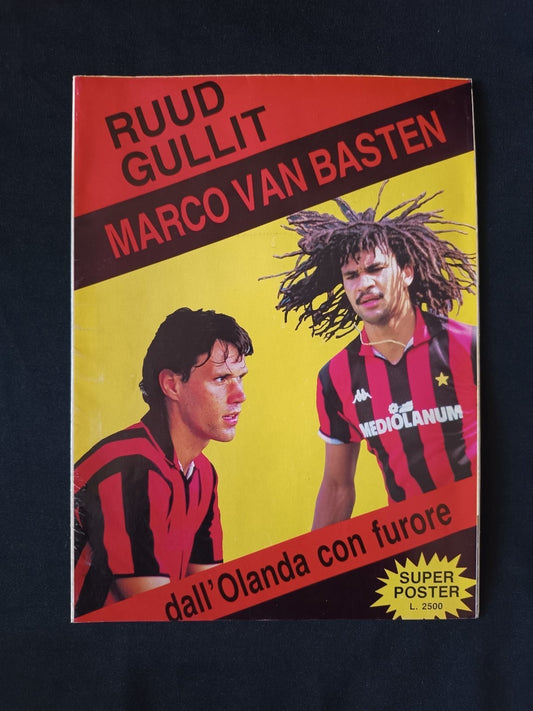 RUUD
GULLIT
MARCO VAN BASTEN
MEDIOLANUM
dall'Olanda con furore
SUPER
POSTER
L. 2500